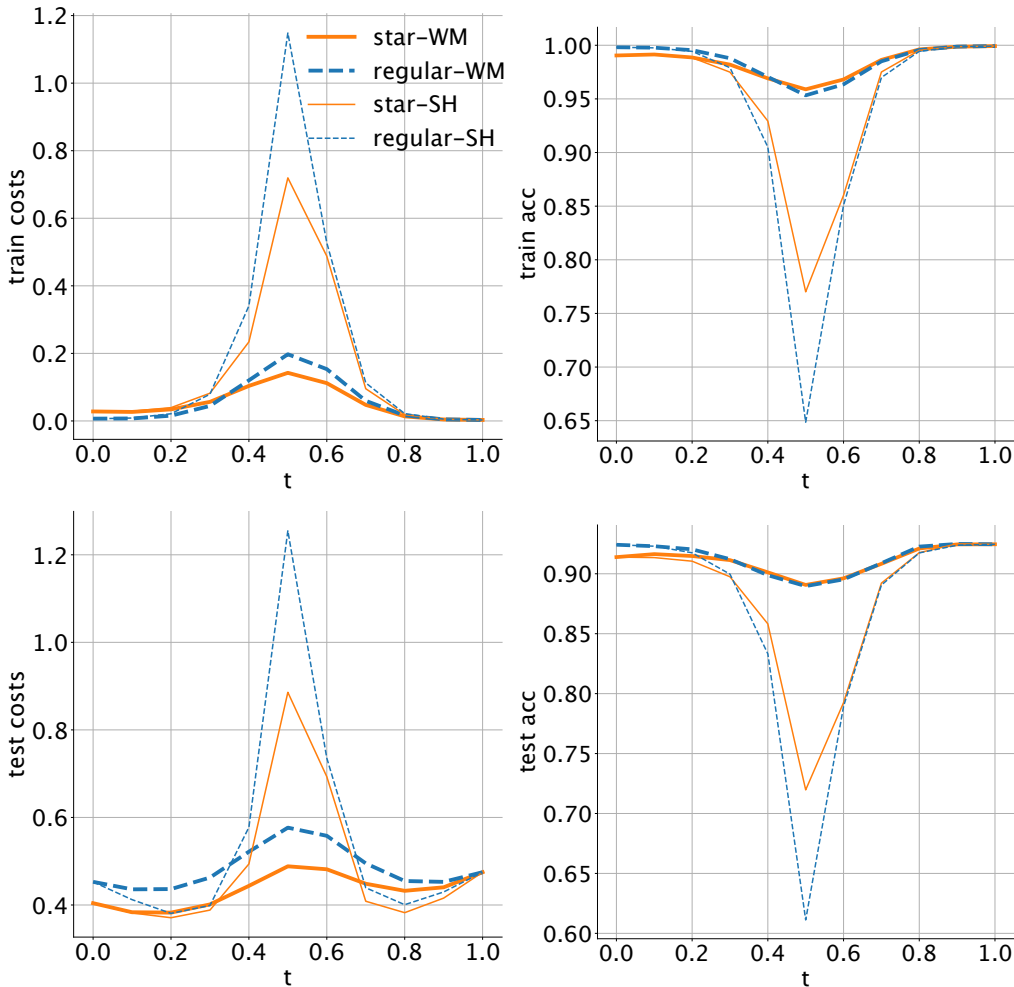 1.2
1.0
0.8
0.6
0.4
0.2
0.0
train costs
0.0 0.2 0.4 0.6 0.8 1.0
t
star−WM
regular−WM
star−SH
regular−SH
1.00
0.95
0.90
0.85
0.80
0.75
0.70
0.65
train acc
0.0 0.2 0.4 0.6 0.8 1.0
t
1.2
1.0
0.8
0.6
0.4
test costs
0.0 0.2 0.4 0.6 0.8 1.0
t
0.90
0.85
0.80
0.75
0.70
0.65
0.60
test acc
0.0 0.2 0.4 0.6 0.8 1.0
t